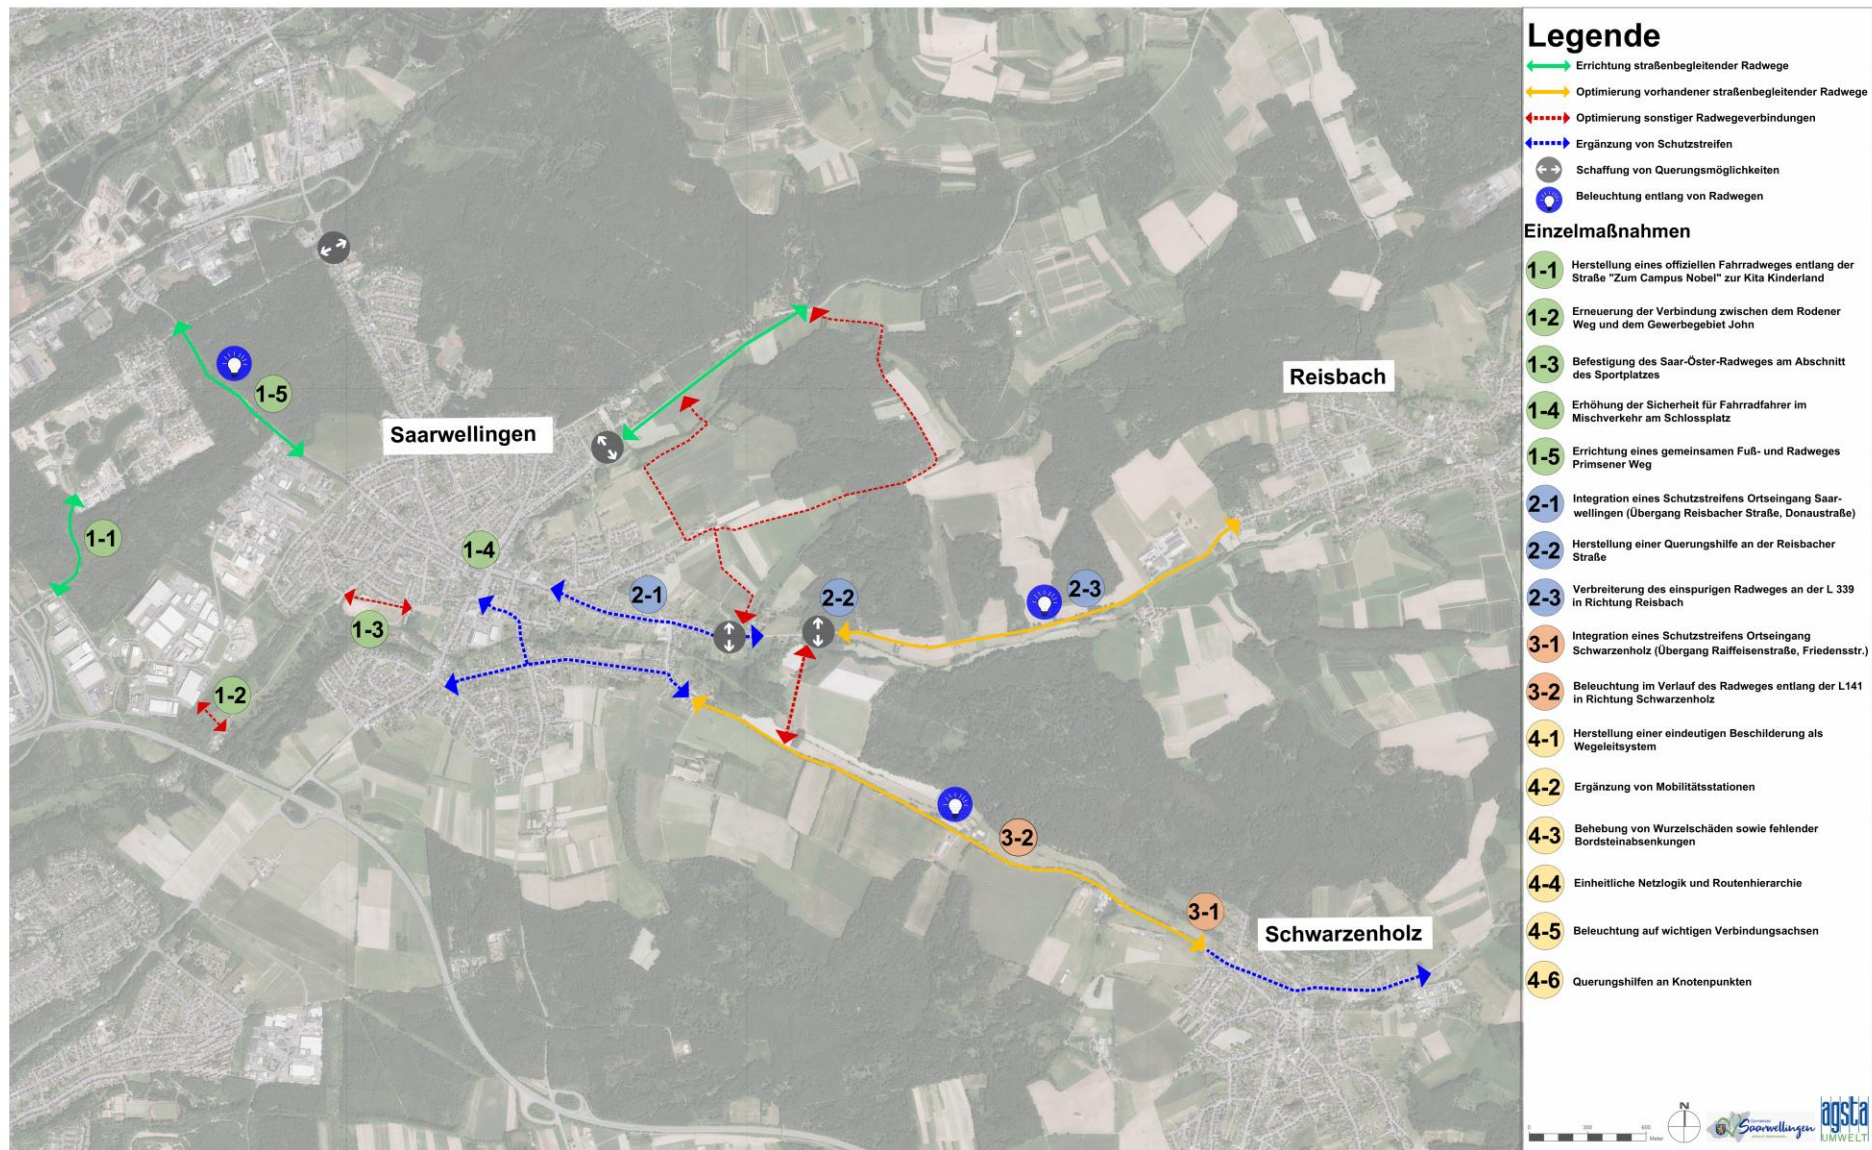 Saarwellingen
Reisbach
Schwarzenholz
1-5
1-1
1-4
1-3
1-2
2-1
2-2
2-3
3-2
3-1
Legende
Errichtung straßenbegleitender Radwege
Optimierung vorhandener straßenbegleitender Radwege
Optimierung sonstiger Radwegeverbindungen
Ergänzung von Schutzstreifen
Schaffung von Querungsmöglichkeiten
Beleuchtung entlang von Radwegen
Einzelmaßnahmen
1-1 Herstellung eines offiziellen Fahrradweges entlang der
Straße "Zum Campus Nobel" zur Kita Kinderland
1-2 Erneuerung der Verbindung zwischen dem Rodener
Weg und dem Gewerbegebiet John
1-3 Befestigung des Saar-Öster-Radweges am Abschnitt
des Sportplatzes
1-4 Erhöhung der Sicherheit für Fahrradfahrer im
Mischverkehr am Schlossplatz
1-5 Errichtung eines gemeinsamen Fuß- und Radweges
Primsener Weg
2-1 Integration eines Schutzstreifens Ortseingang Saar-
wellingen (Übergang Reisbacher Straße, Donaustraße)
2-2 Herstellung einer Querungshilfe an der Reisbacher
Straße
2-3 Verbreiterung des einspurigen Radweges an der L 339
in Richtung Reisbach
3-1 Integration eines Schutzstreifens Ortseingang
Schwarzenholz (Übergang Raiffeisenstraße, Friedensstr.)
3-2 Beleuchtung im Verlauf des Radweges entlang der L141
in Richtung Schwarzenholz
4-1 Herstellung einer eindeutigen Beschilderung als
Wegeleitsystem
4-2 Ergänzung von Mobilitätsstationen
4-3 Behebung von Wurzelschäden sowie fehlender
Bordsteinabsenkungen
4-4 Einheitliche Netzlogik und Routenhierarchie
4-5 Beleuchtung auf wichtigen Verbindungsachsen
4-6 Querungshilfen an Knotenpunkten
0 300 600
Meter
N
Gemeinde
Saarwellingen
agsta
UMWELT